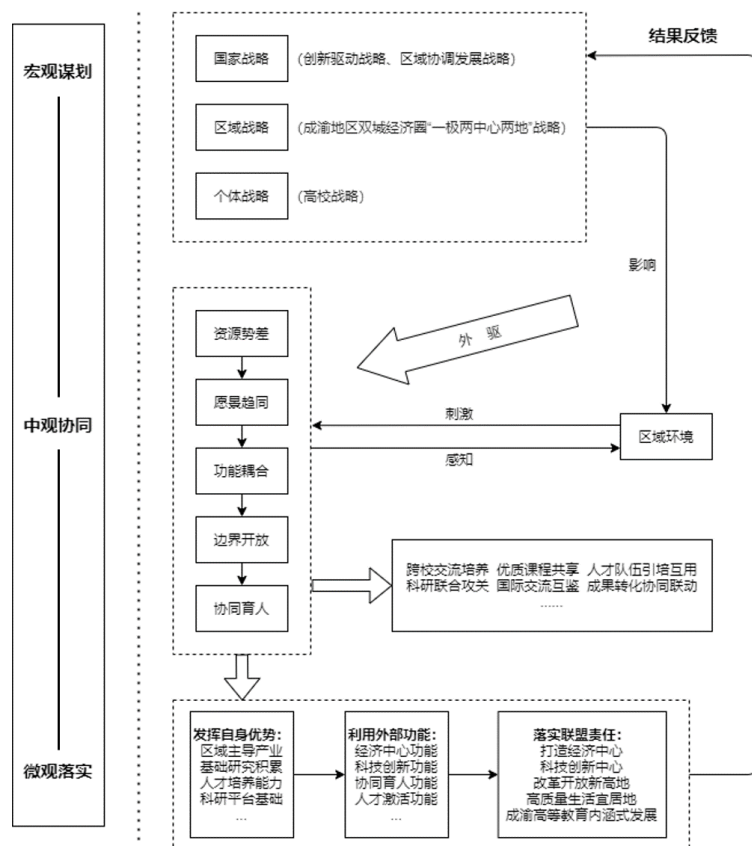 结果反馈
宏观谋划
国家战略
(创新驱动战略、区域协调发展战略)
区域战略
(成渝地区双域经济圆“一极两中心两地”战略)
个体战略
(高校战略)
影响
外 驱
资源势差
愿景趋同
中观协同
功能耦合
边界开放
协同育人
刺激
感知
区域环境
跨校交流培养 优质课程共享 人才队伍引培互用
科研联合攻关 国际交流互鉴 成果转化协同联动
......
微观落实
发挥自身优势:
区域主导产业
基础研究积累
人才培养能力
科研平台基础
...
利用外部功能:
经济中心功能
科技创新功能
协同育人功能
人才激活功能
...
落实联盟责任:
打造经济中心
科技创新中心
改革开放新高地
高质量生活宜居地
成渝高等教育内涵式发展